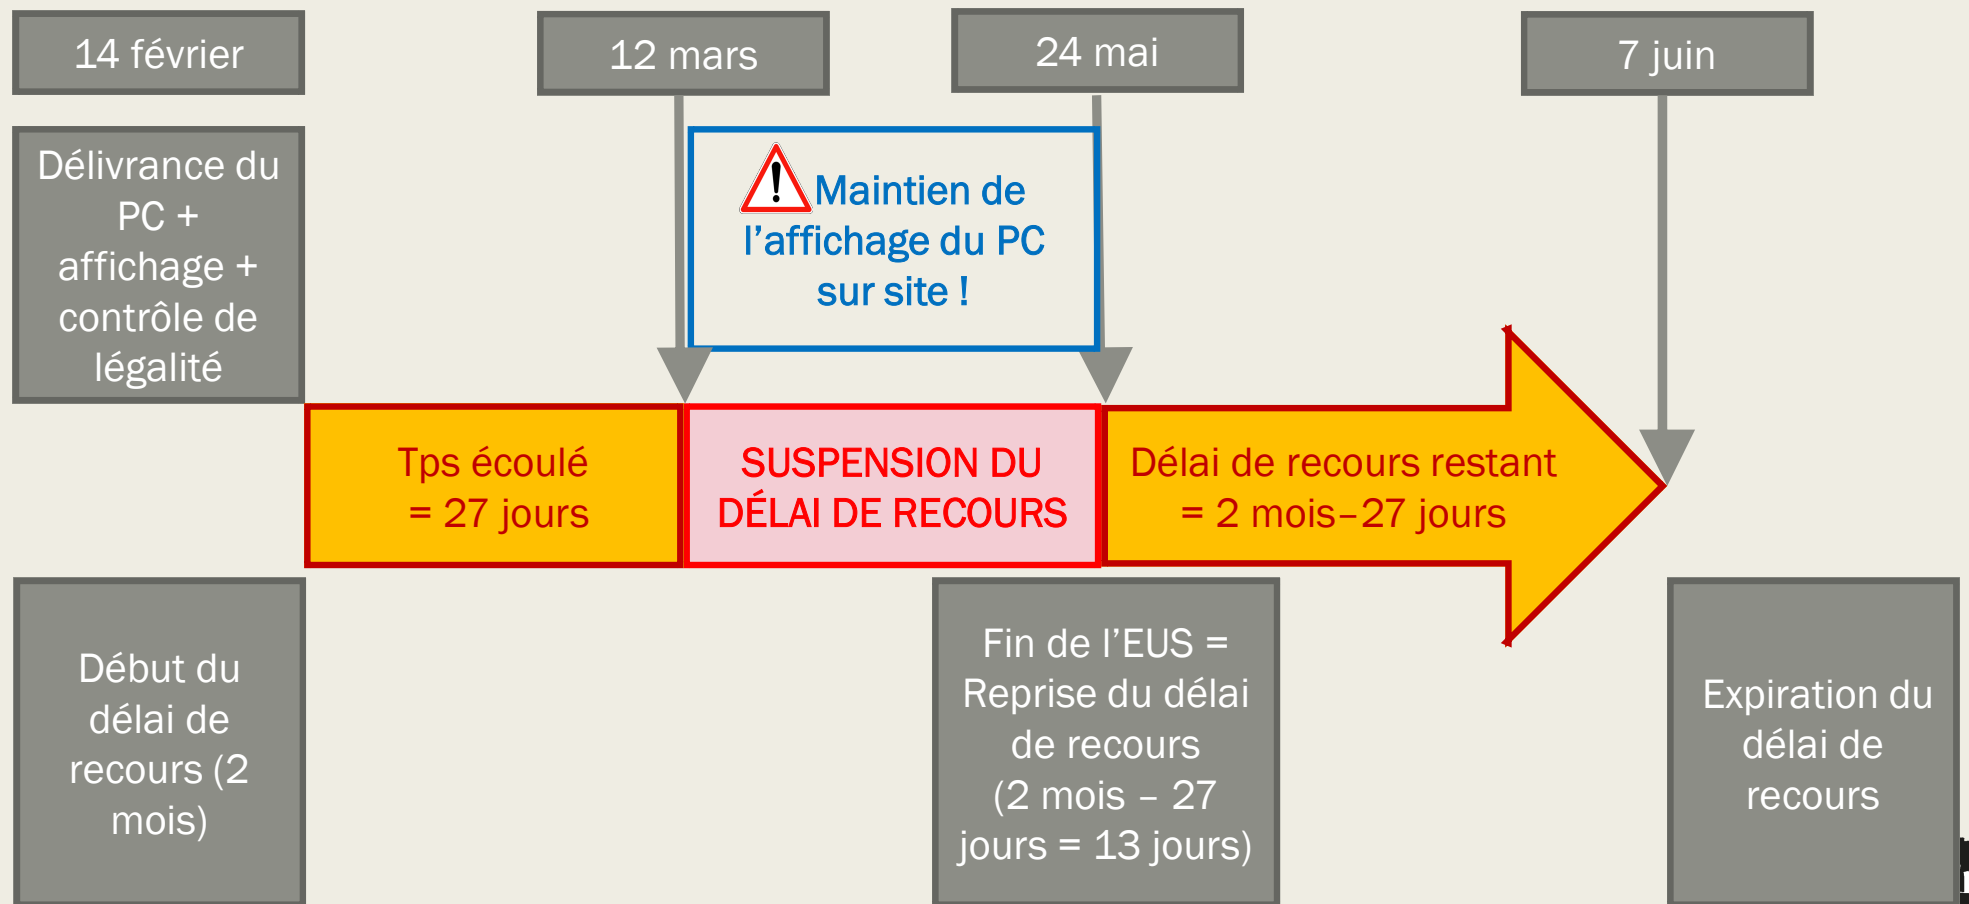 14 février
12 mars
24 mai
7 juin
Délivrance du
PC +
affichage +
contrôle de
légalité
Maintien de
l’affichage du PC
sur site !
Tps écoulé
= 27 jours
SUSPENSION DU
DÉLAI DE RECOURS
Délai de recours restant
= 2 mois–27 jours
Début du
délai de
recours (2
mois)
Fin de l’EUS =
Reprise du délai
de recours
(2 mois – 27
jours = 13 jours)
Expiration du
délai de
recours